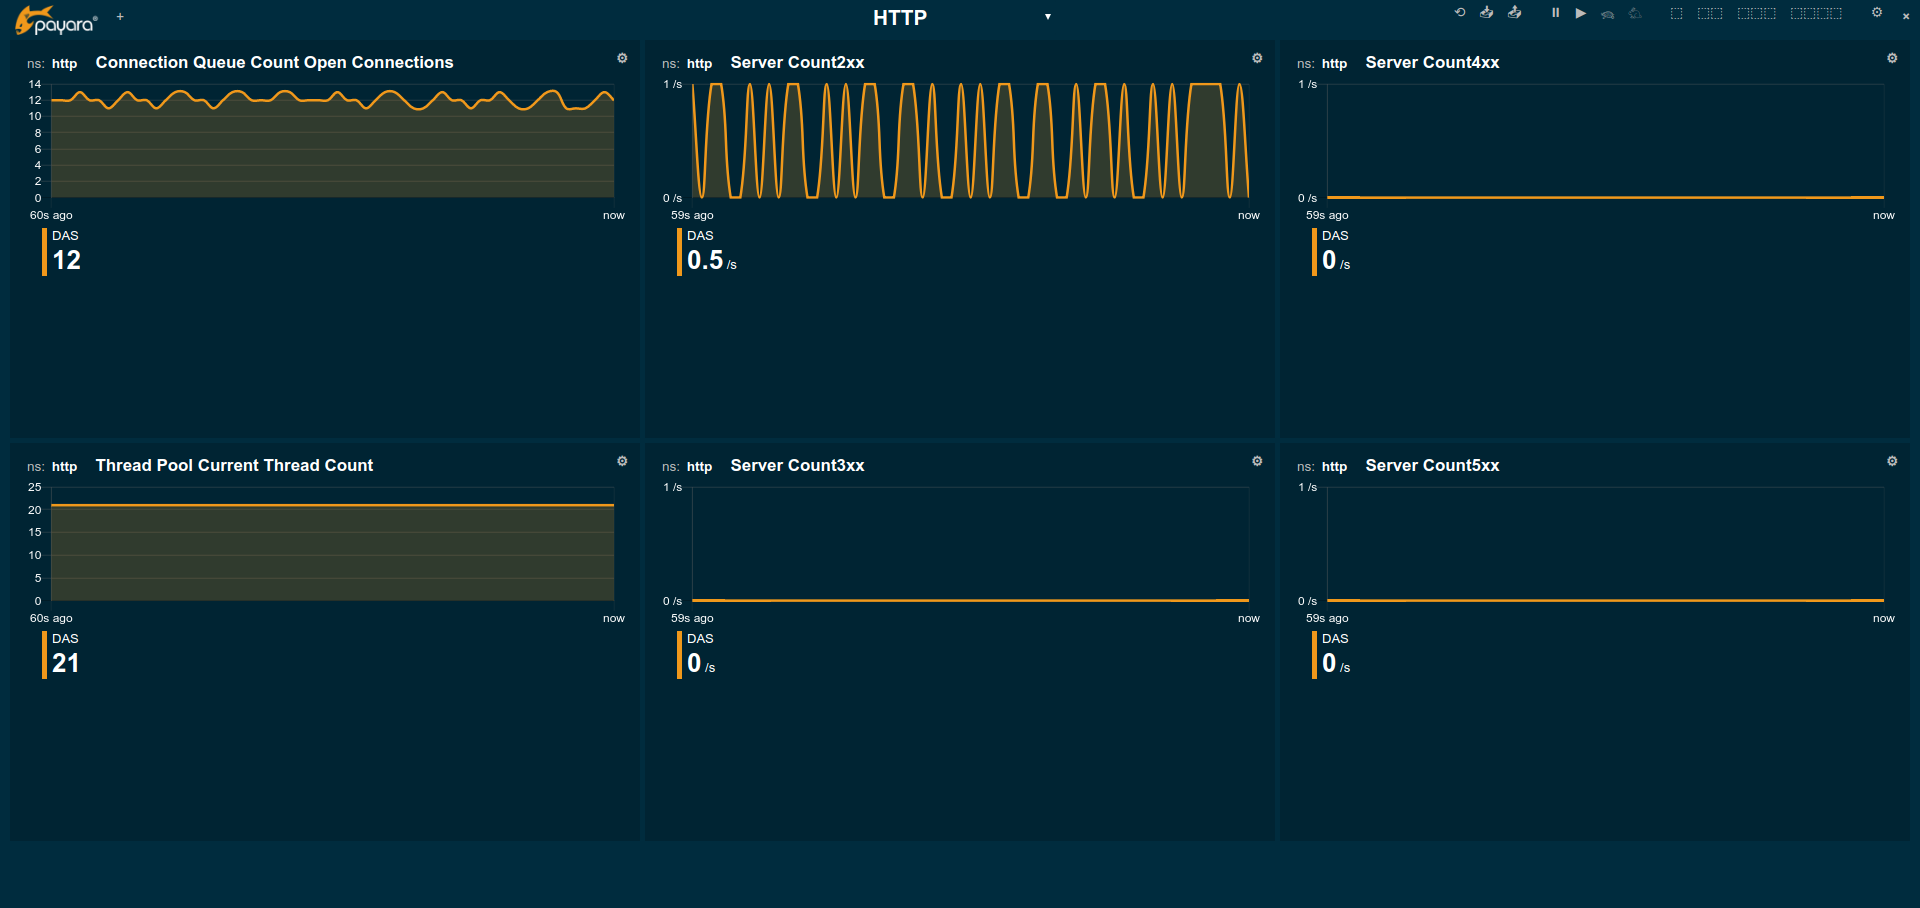 payara®
+
HTTP ▼
ns: http Connection Queue Count Open Connections
14
12
10
8
6
4
2
0
60s ago now
DAS
12
ns: http Server Count2xx
1 /s
0 /s
59s ago now
DAS
0.5 /s
ns: http Server Count4xx
1 /s
0 /s
59s ago now
DAS
0 /s
ns: http Thread Pool Current Thread Count
25
20
15
10
5
0
60s ago now
DAS
21
ns: http Server Count3xx
1 /s
0 /s
59s ago now
DAS
0 /s
ns: http Server Count5xx
1 /s
0 /s
59s ago now
DAS
0 /s